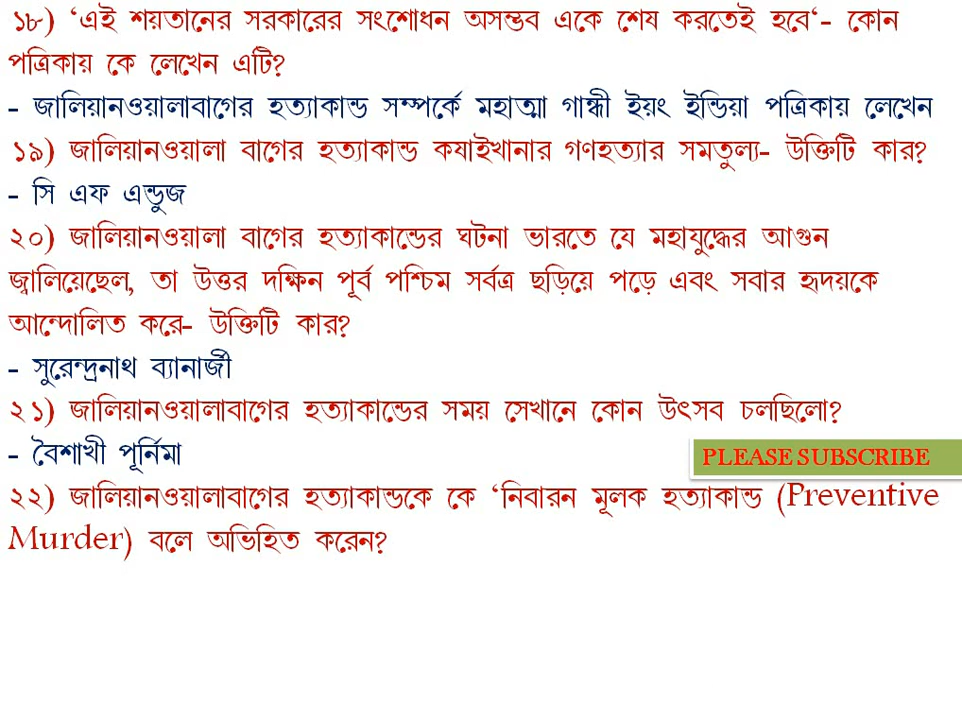 ১৮) ‘এই শয়তানের সরকারের সংশোধন অসম্ভব একে শেষ করতেই হবে‘- কোন
পত্রিকায় কে লেখেন এটি?
- জালিয়ানওয়ালাবাগের হত্যাকান্ড সম্পর্কে মহাত্মা গান্ধী ইয়ং ইন্ডিয়া পত্রিকায় লেখেন
১৯) জালিয়ানওয়ালা বাগের হত্যাকান্ড কষাইখানার গণহত্যার সমতুল্য- উক্তিটি কার?
- সি এফ এন্ড্রুজ
২০) জালিয়ানওয়ালা বাগের হত্যাকান্ডের ঘটনা ভারতে যে মহাযুদ্ধের আগুন
জ্বালিয়েছেল, তা উত্তর দক্ষিন পূর্ব পশ্চিম সর্বত্র ছড়িয়ে পড়ে এবং সবার হৃদয়কে
আন্দোলিত করে- উক্তিটি কার?
- সুরেন্দ্রনাথ ব্যানার্জী
২১) জালিয়ানওয়ালাবাগের হত্যাকান্ডের সময় সেখানে কোন উৎসব চলছিলো?
- বৈশাখী পূর্নিমা
PLEASE SUBSCRIBE
২২) জালিয়ানওয়ালাবাগের হত্যাকান্ডকে কে ‘নিবারন মূলক হত্যাকান্ড (Preventive
Murder) বলে অভিহিত করেন?